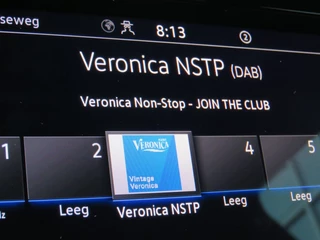 seweg
8:13
2
Veronica NSTP (DAB)
Veronica Non-Stop - JOIN THE CLUB
1
2
VERONICA
Vintage
Veronica
4
5
Leeg
Veronica NSTP
Leeg
Leeg